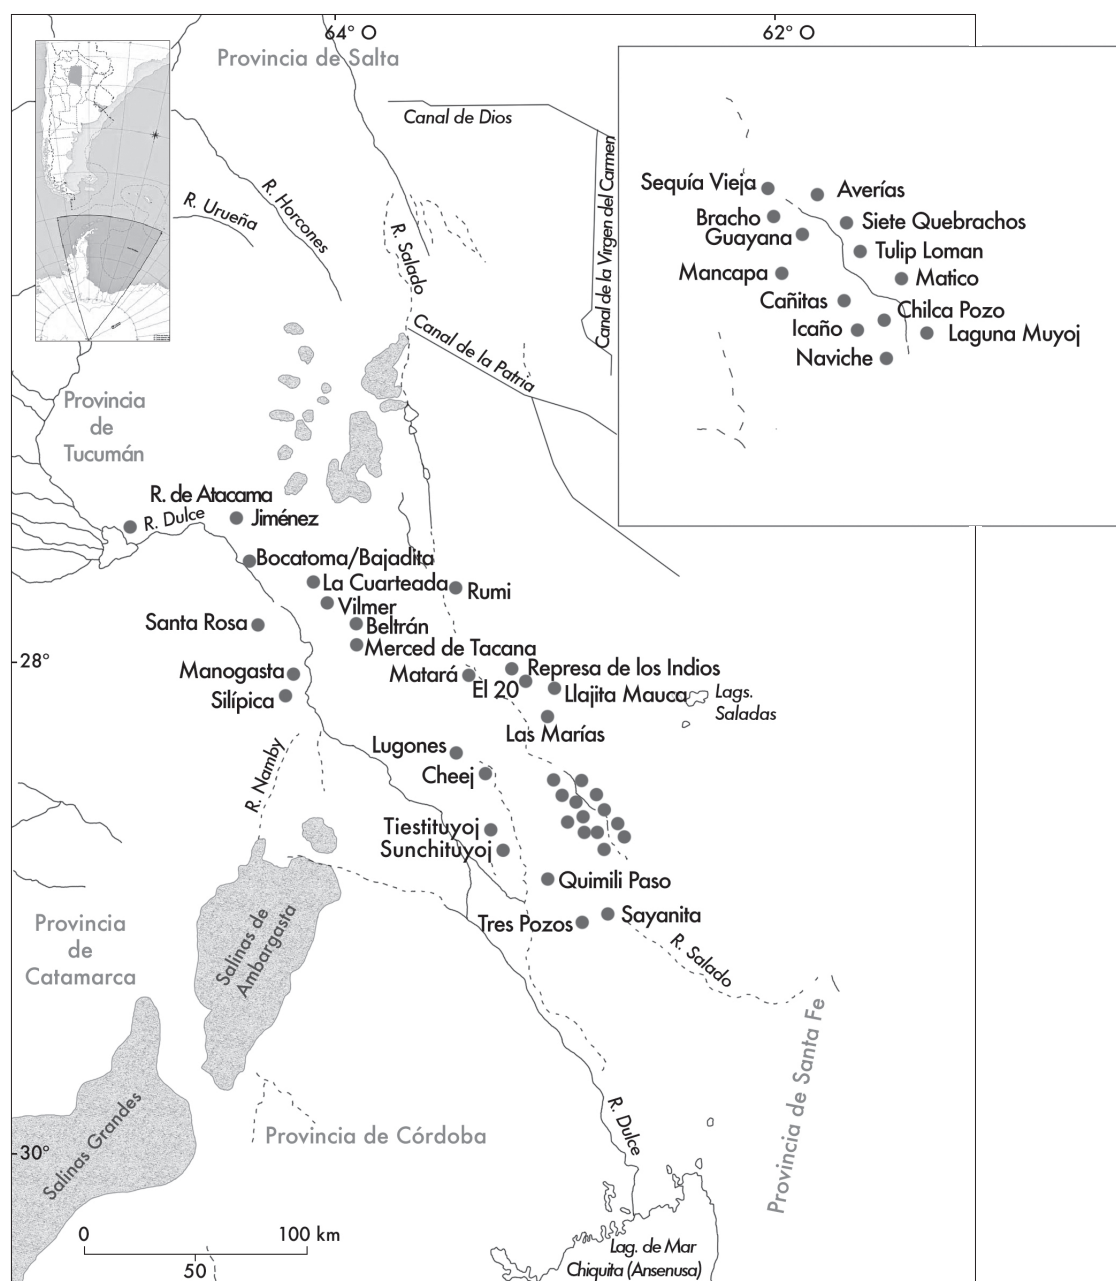 64° O
62° O
Provincia de Salta
Canal de Dios
Canal de la Virgen del Carmen
R. Horcones
R. Urueña
R. Salado
Canal de la Patria
Sequía Vieja
Averías
Bracho
Siete Quebrachos
Guayana
Tulip Loman
Mancapa
Matico
Cañitas
Chilca Pozo
Icaño
Laguna Muyoj
Naviche
Provincia
de
Tucumán
R. de Atacama
R. Dulce
Jiménez
Bocatoma/Bajadita
La Cuarteada
Rumi
Vilmer
Santa Rosa
Beltrán
Merced de Tacana
28°
Manogasta
Matará
Represa de los Indios
El 20
Llajita Mauca
Silípica
Lags.
Saladas
Las Marías
Lugones
Cheej
R. Namby
Tiestituyoj
Sunchituyoj
Quimili Paso
Sayanita
Tres Pozos
Provincia
de
Catamarca
Salinas de
Ambargasta
R. Salado
Provincia de Santa Fe
Salinas Grandes
R. Dulce
Provincia de Córdoba
30°
0
100 km
50
Lag. de Mar
Chiquita (Ansenusa)